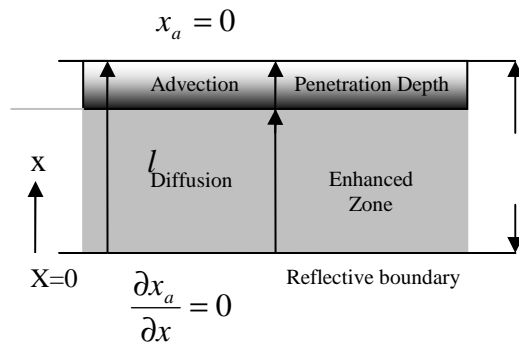 x_a = 0
Advection Penetration Depth
x l
Diffusion Enhanced
Zone
X=0 ∂x_a/∂x = 0 Reflective boundary